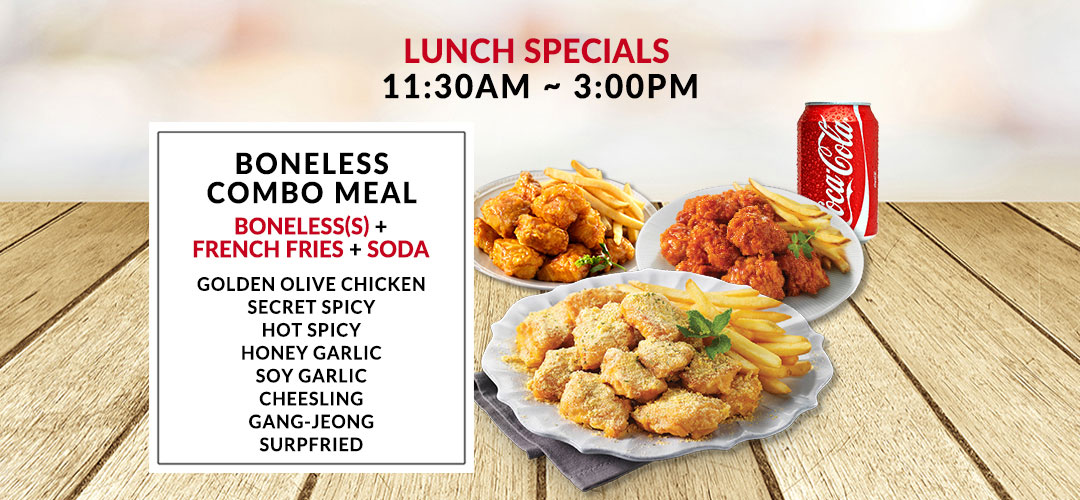 LUNCH SPECIALS
11:30AM ~ 3:00PM
BONELESS
COMBO MEAL
BONELESS(S) +
FRENCH FRIES + SODA
GOLDEN OLIVE CHICKEN
SECRET SPICY
HOT SPICY
HONEY GARLIC
SOY GARLIC
CHEESLING
GANG-JEONG
SURPFRIED
Coca-Cola